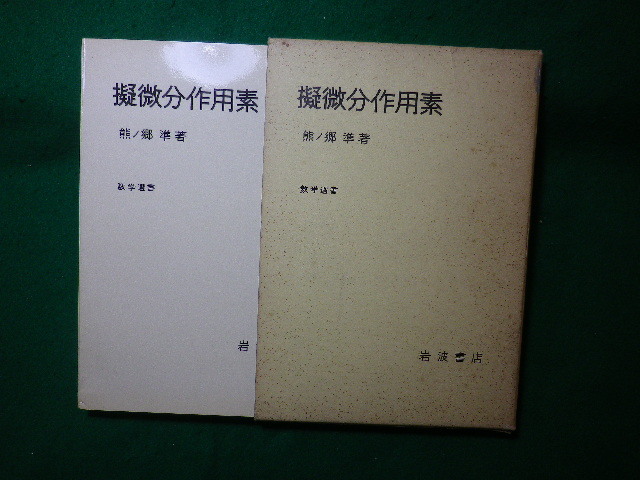 擬微分作用素
熊ノ郷 準著
数学選書
岩
擬微分作用素
熊ノ郷 準著
数学選書
岩波書店